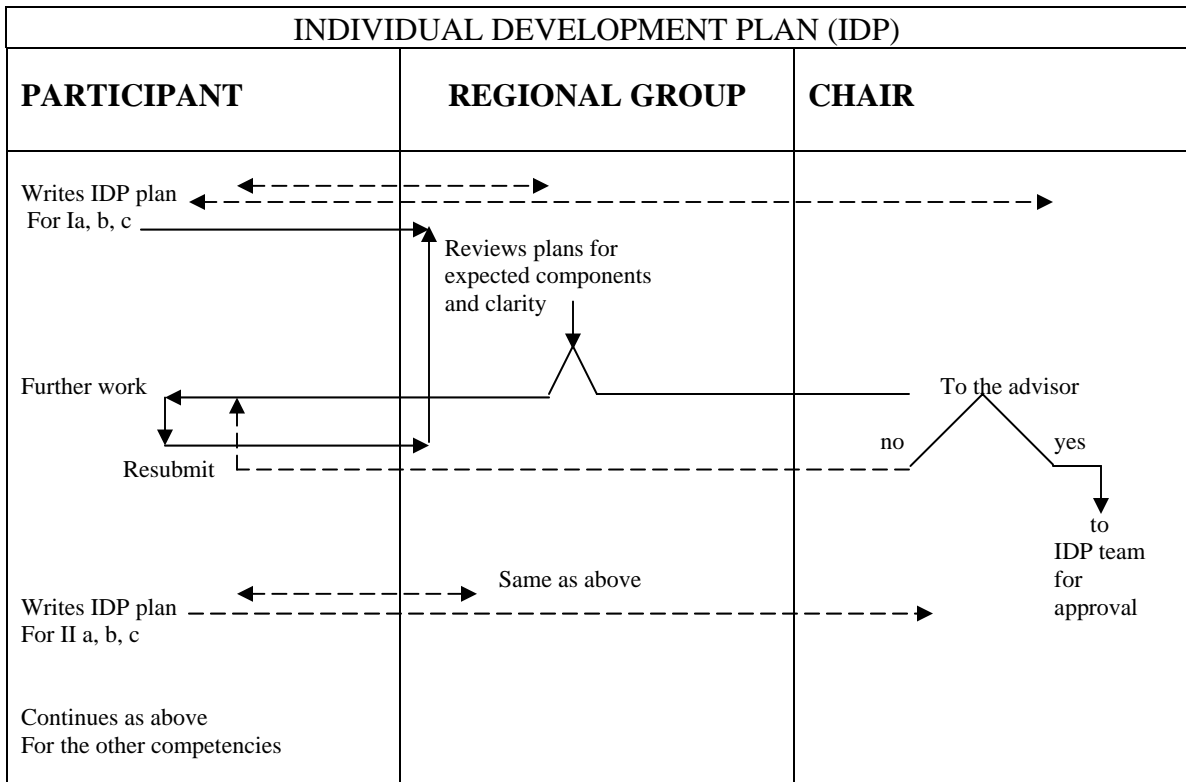 INDIVIDUAL DEVELOPMENT PLAN (IDP)
PARTICIPANT
REGIONAL GROUP
CHAIR
Writes IDP plan
For Ia, b, c
Reviews plans for
expected components
and clarity
Further work
To the advisor
no
yes
Resubmit
to
IDP team
for
approval
Same as above
Writes IDP plan
For II a, b, c
Continues as above
For the other competencies